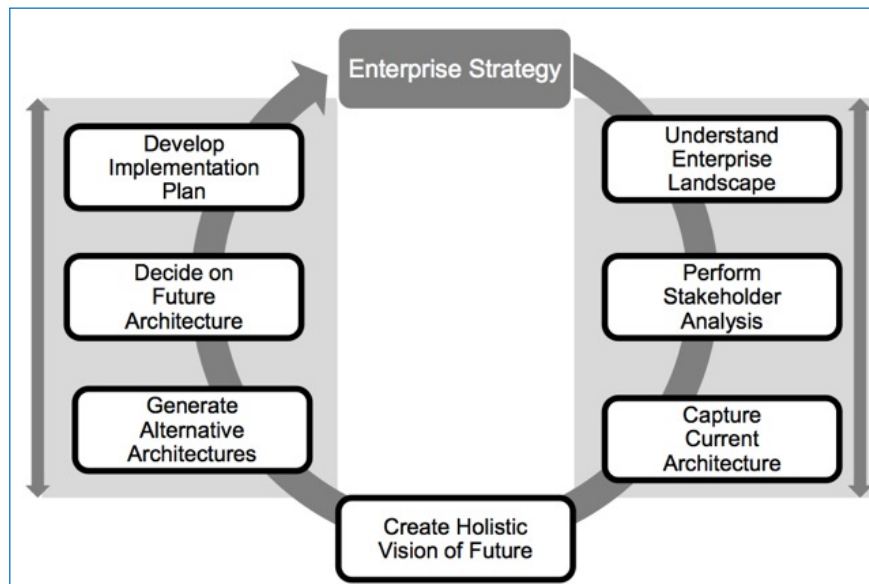 Enterprise Strategy
Understand
Enterprise
Landscape
Perform
Stakeholder
Analysis
Capture
Current
Architecture
Create Holistic
Vision of Future
Generate
Alternative
Architectures
Decide on
Future
Architecture
Develop
Implementation
Plan